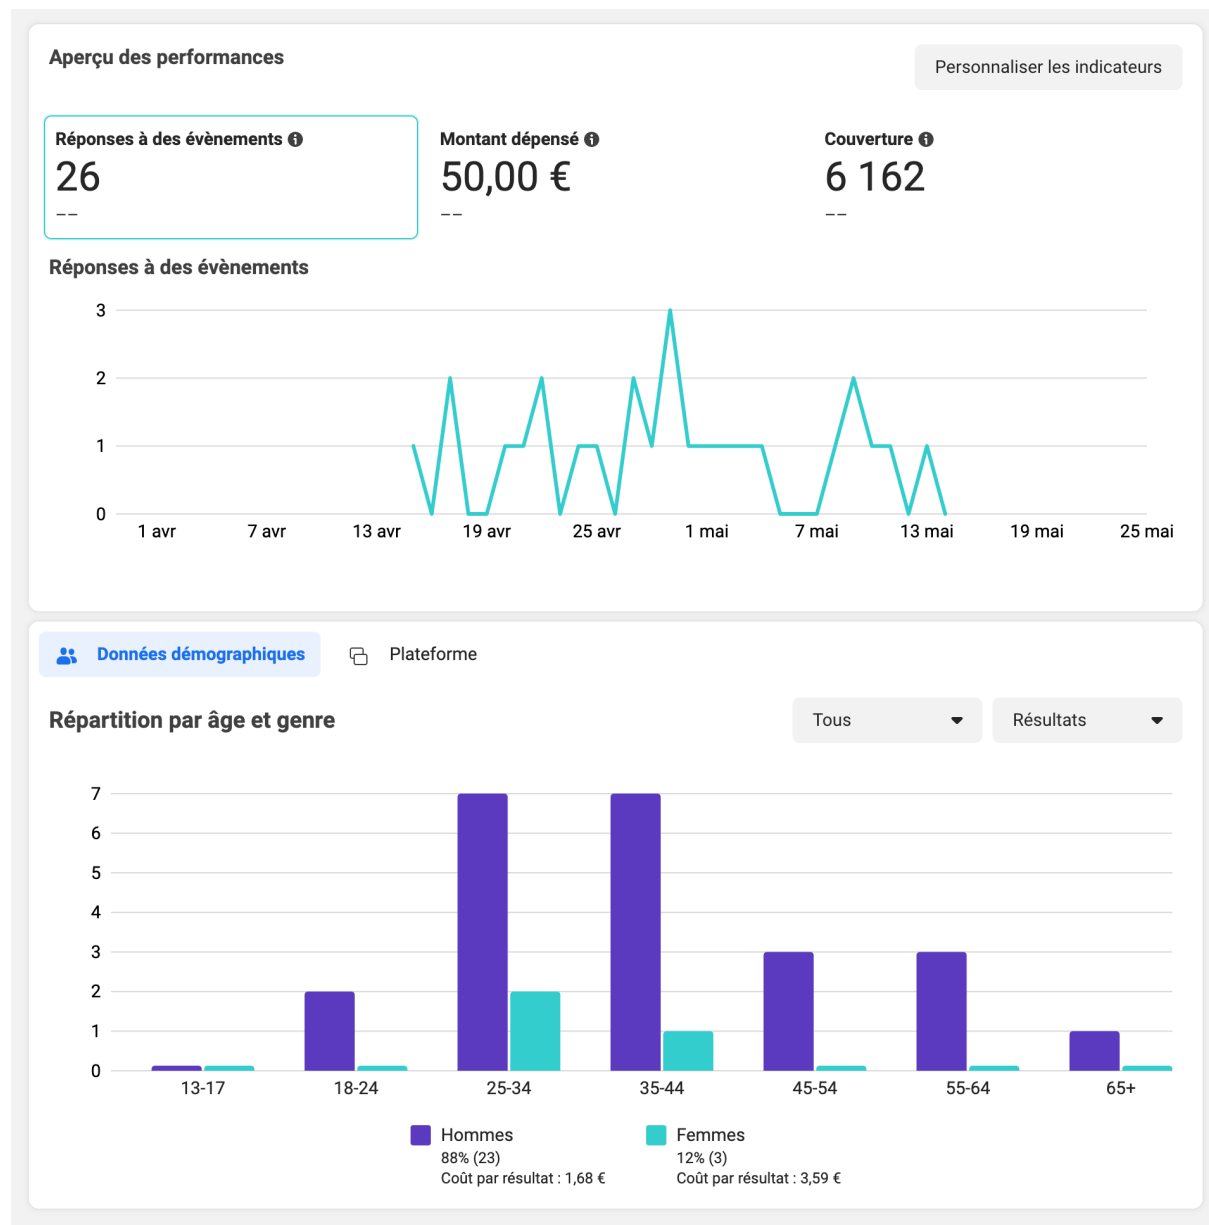 Aperçu des performances
Personnaliser les indicateurs
Réponses à des évènements
26
––
Montant dépensé
50,00 €
––
Couverture
6 162
––
Réponses à des évènements
3
2
1
0
1 avr 7 avr 13 avr 19 avr 25 avr 1 mai 7 mai 13 mai 19 mai 25 mai
Données démographiques
Plateforme
Répartition par âge et genre
Tous
Résultats
7
6
5
4
3
2
1
0
13-17 18-24 25-34 35-44 45-54 55-64 65+
Hommes
88% (23)
Coût par résultat : 1,68 €
Femmes
12% (3)
Coût par résultat : 3,59 €